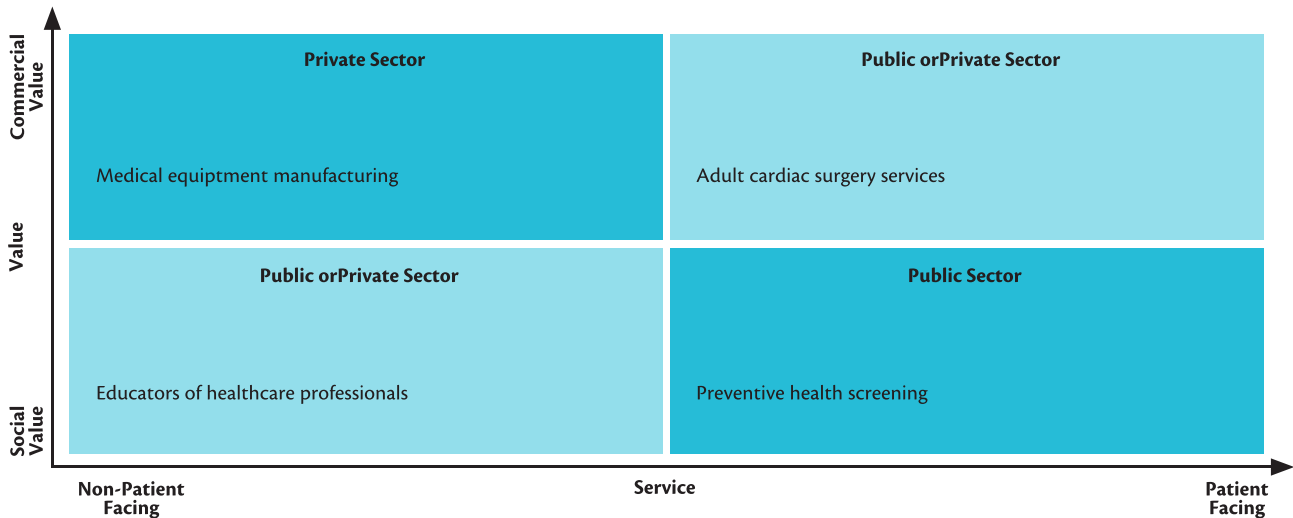 Commercial
Value
Private Sector
Public orPrivate Sector
Medical equiptment manufacturing
Adult cardiac surgery services
Value
Public orPrivate Sector
Public Sector
Educators of healthcare professionals
Preventive health screening
Social
Value
Non-Patient
Facing
Service
Patient
Facing